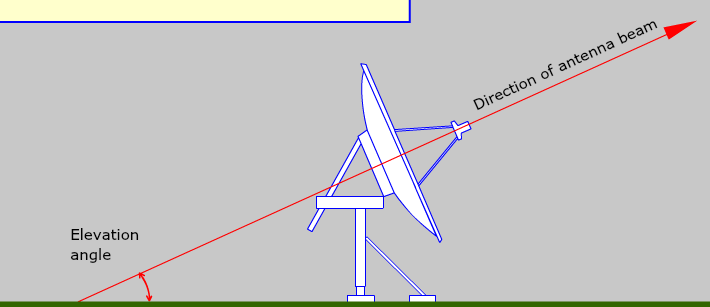 Direction of antenna beam
Elevation
angle